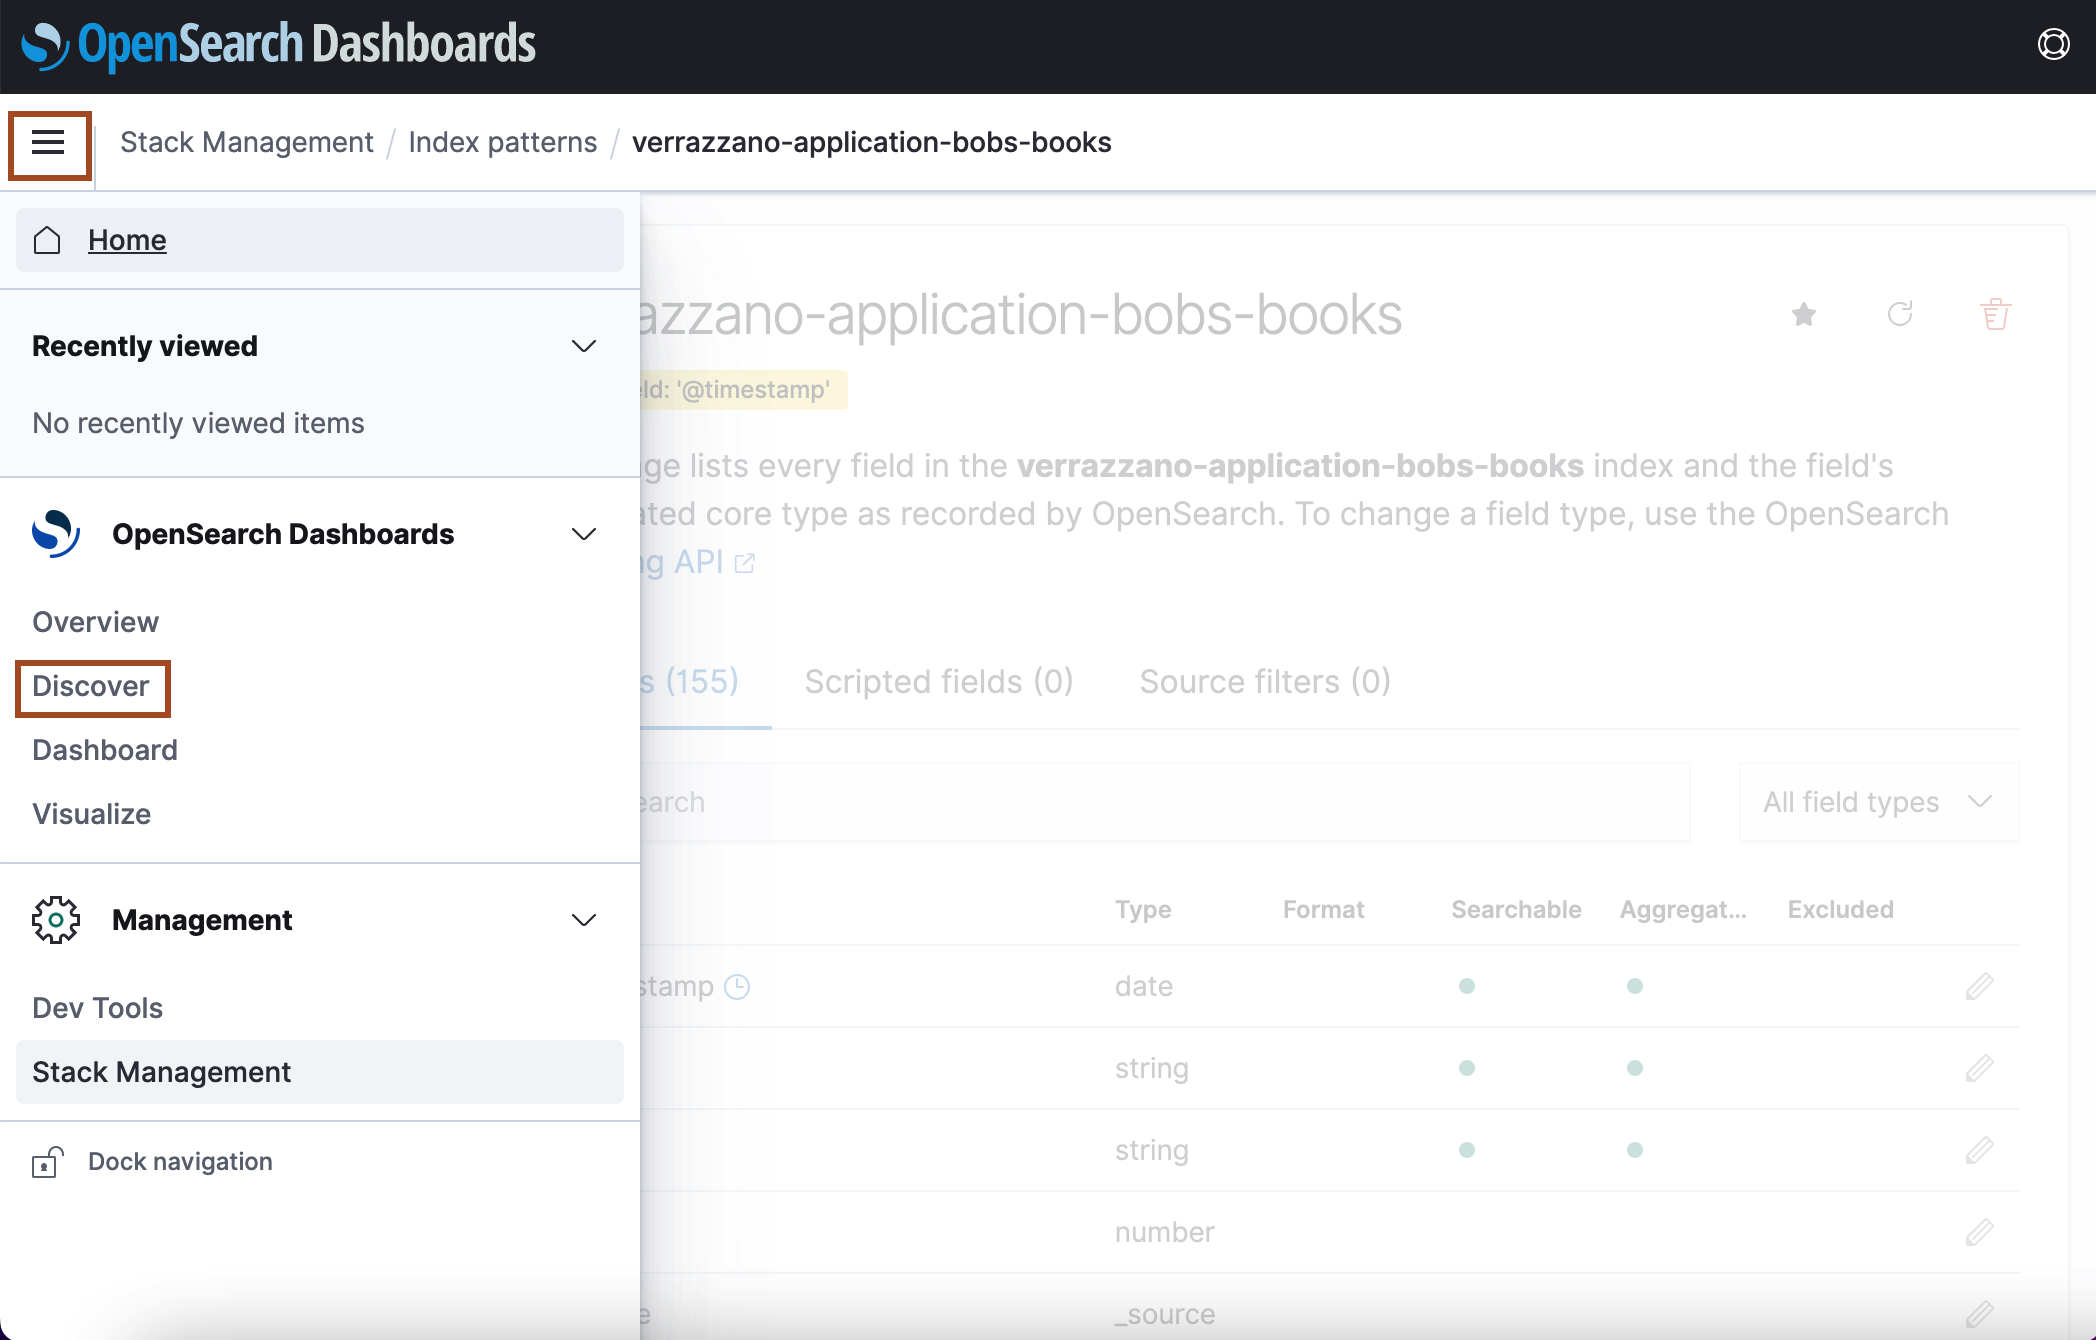 OpenSearch Dashboards
Stack Management / Index patterns / verrazzano-application-bobs-books
Home
Recently viewed
No recently viewed items
OpenSearch Dashboards
Overview
Discover
Dashboard
Visualize
Management
Dev Tools
Stack Management
Dock navigation
azzano-application-bobs-books
eld: '@timestamp'
ge lists every field in the verrazzano-application-bobs-books index and the field's
ated core type as recorded by OpenSearch. To change a field type, use the OpenSearch
ng API
s (155) Scripted fields (0) Source filters (0)
earch All field types
Type Format Searchable Aggregat... Excluded
stamp date
string
string
number
e _source